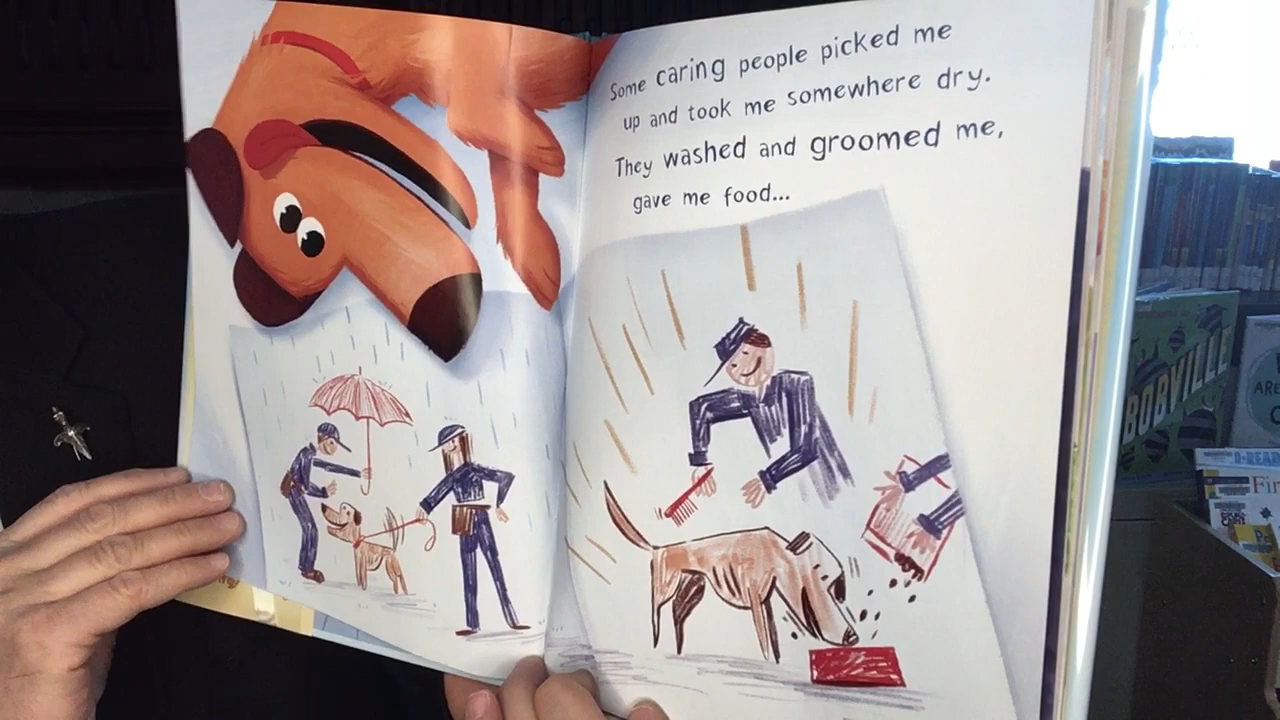 Some caring people picked me
up and took me somewhere dry.
They washed and groomed me,
gave me food...
BOBVILLE
ARE